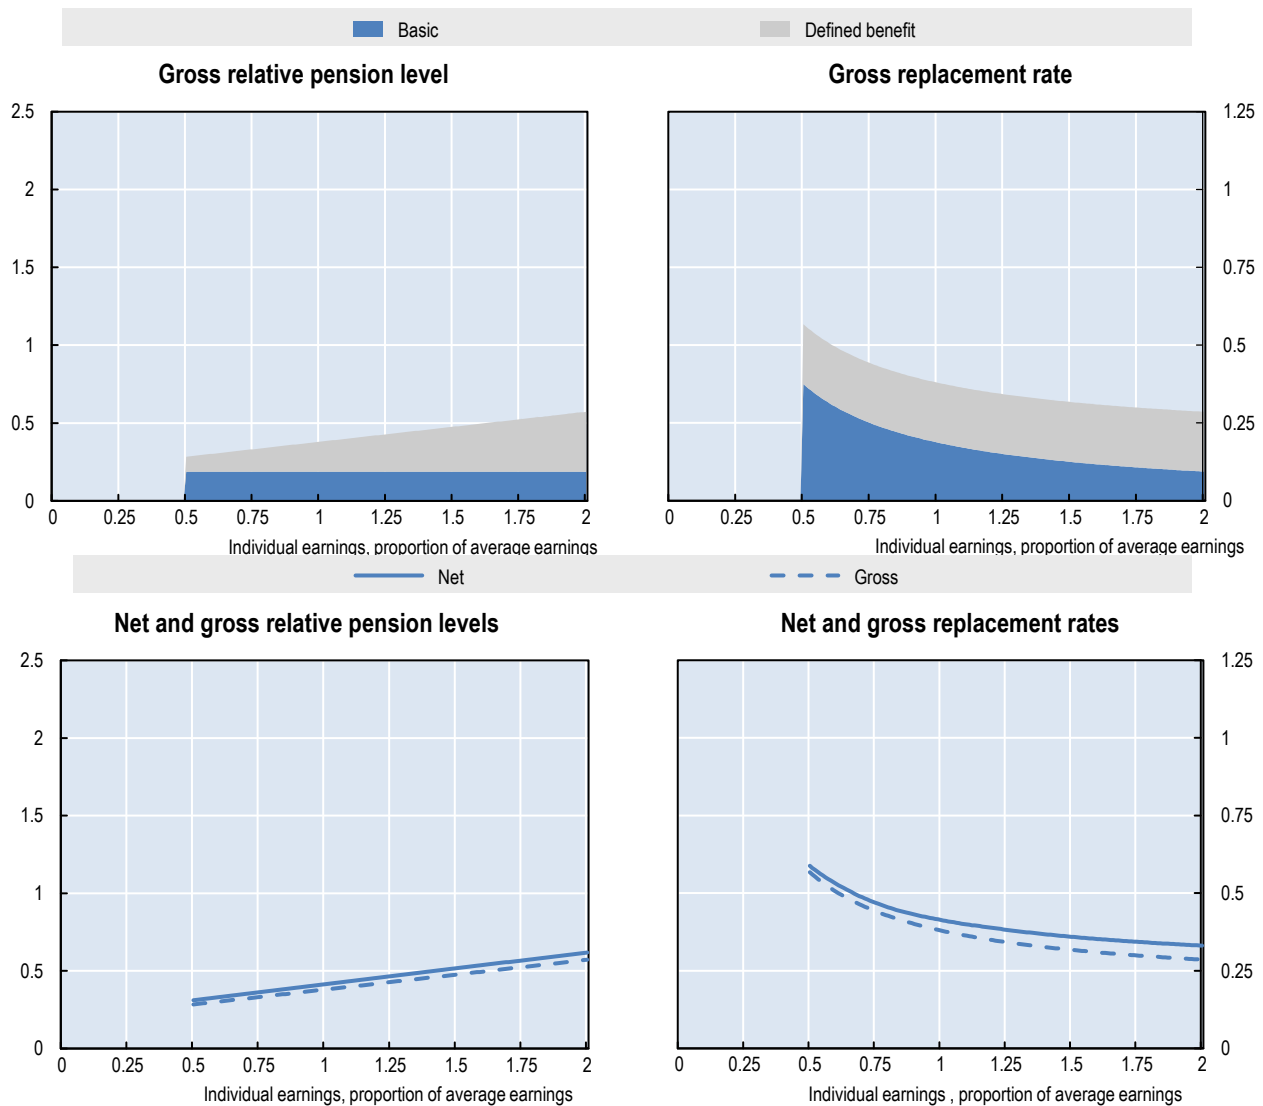 Basic Defined benefit
Gross relative pension level Gross replacement rate
2.5 1.25
2 1
1.5 0.75
1 0.5
0.5 0.25
0 0
0 0.25 0.5 0.75 1 1.25 1.5 1.75 2 0 0.25 0.5 0.75 1 1.25 1.5 1.75 2
Individual earnings, proportion of average earnings Individual earnings, proportion of average earnings
Net Gross
Net and gross relative pension levels Net and gross replacement rates
2.5 1.25
2 1
1.5 0.75
1 0.5
0.5 0.25
0 0
0 0.25 0.5 0.75 1 1.25 1.5 1.75 2 0 0.25 0.5 0.75 1 1.25 1.5 1.75 2
Individual earnings, proportion of average earnings Individual earnings , proportion of average earnings